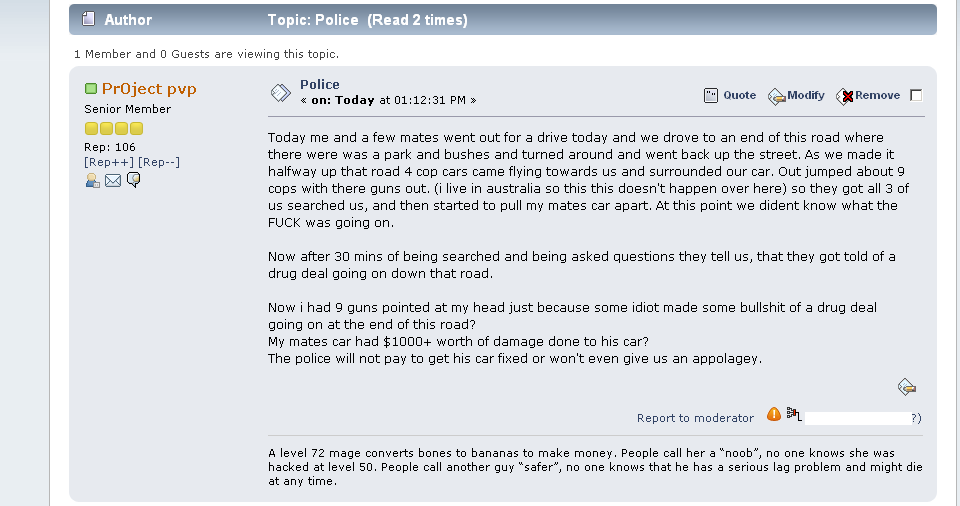 Author Topic: Police (Read 2 times)
1 Member and 0 Guests are viewing this topic.
Pr0ject pvp
Senior Member
Rep: 106
[Rep++] [Rep--]
Police
« on: Today at 01:12:31 PM »
Quote Modify Remove
Today me and a few mates went out for a drive today and we drove to an end of this road where
there were was a park and bushes and turned around and went back up the street. As we made it
halfway up that road 4 cop cars came flying towards us and surrounded our car. Out jumped about 9
cops with there guns out. (i live in australia so this this doesn't happen over here) so they got all 3 of
us searched us, and then started to pull my mates car apart. At this point we dident know what the
FUCK was going on.
Now after 30 mins of being searched and being asked questions they tell us, that they got told of a
drug deal going on down that road.
Now i had 9 guns pointed at my head just because some idiot made some bullshit of a drug deal
going on at the end of this road?
My mates car had $1000+ worth of damage done to his car?
The police will not pay to get his car fixed or won't even give us an appolagey.
Report to moderator ?)
A level 72 mage converts bones to bananas to make money. People call her a “noob”, no one knows she was
hacked at level 50. People call another guy “safer”, no one knows that he has a serious lag problem and might die
at any time.